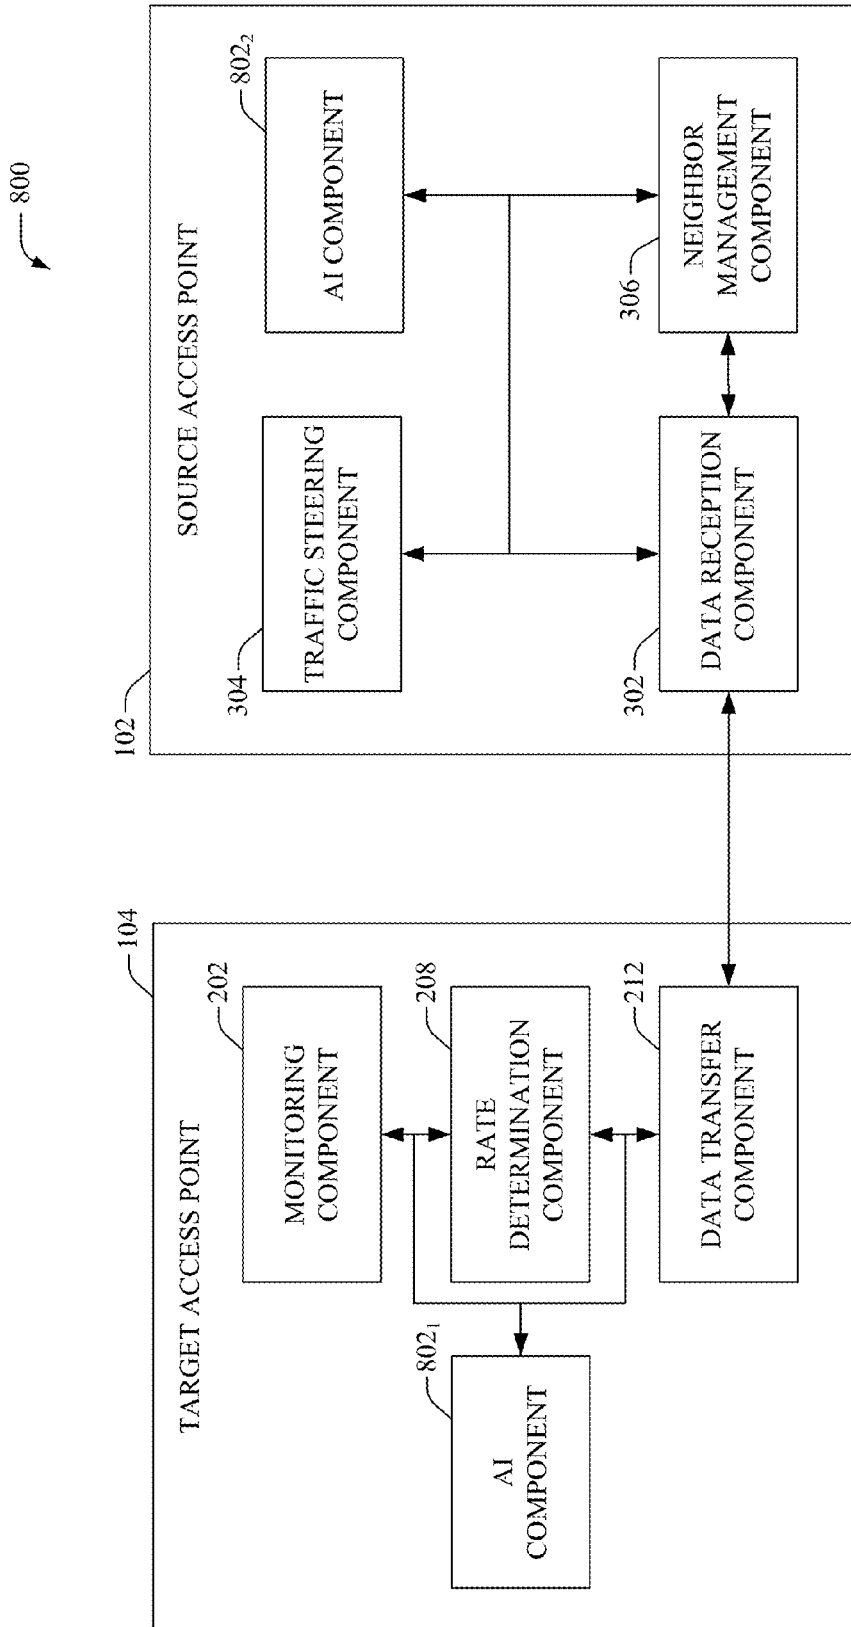 800
TARGET ACCESS POINT
104
MONITORING
COMPONENT
202
802₁
AI
COMPONENT
RATE
DETERMINATION
COMPONENT
208
DATA TRANSFER
COMPONENT
212
102
SOURCE ACCESS POINT
304
TRAFFIC STEERING
COMPONENT
AI COMPONENT
802₂
302
DATA RECEPTION
COMPONENT
306
NEIGHBOR
MANAGEMENT
COMPONENT